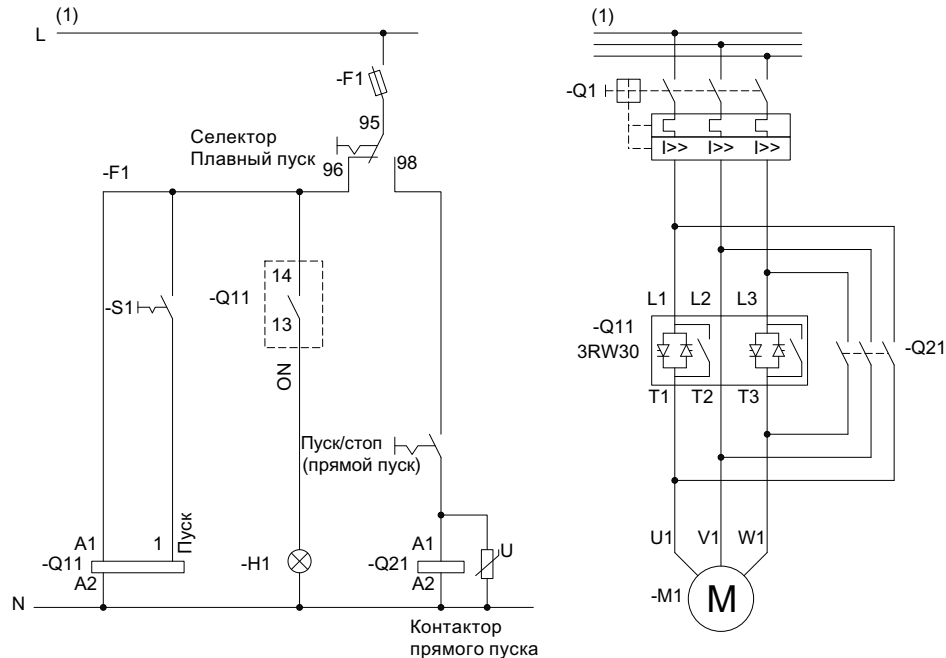 (1)
L
-F1
95
Селектор
Плавный пуск
96
98
-F1
14
-Q11
13
-S1
ON
Пуск/стоп
(прямой пуск)
A1
1
Пуск
-Q11
A2
-H1
A1
-Q21
A2
U
N
Контактор
прямого пуска
(1)
-Q1
I>> I>> I>>
L1 L2 L3
-Q11
3RW30
-Q21
T1 T2 T3
U1 V1 W1
-M1
M